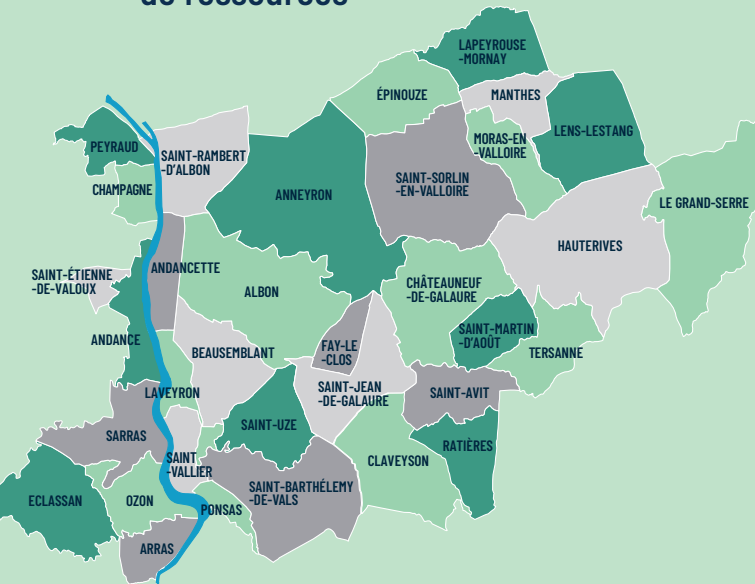 de ressources
LAPEYROUSE
-MORNAY
ÉPINOUZE
MANTHES
LENS-LESTANG
MORAS-EN
-VALLOIRE
PEYRAUD
SAINT-RAMBERT
-D'ALBON
SAINT-SORLIN
-EN-VALLOIRE
CHAMPAGNE
ANNEYRON
LE GRAND-SERRE
HAUTERIVES
SAINT-ÉTIENNE
-DE-VALOUX
ANDANCETTE
ALBON
CHÂTEAUNEUF
-DE-GALAURE
ANDANCE
BEAUSEMBLANT
FAY-LE
-CLOS
SAINT-MARTIN
-D'AOÛT
TERSANNE
LAVEYRON
SAINT-JEAN
-DE-GALAURE
SAINT-AVIT
SARRAS
SAINT-UZE
RATIÈRES
SAINT
-VALLIER
CLAVEYSON
ECLASSAN
OZON
PONSAS
SAINT-BARTHÉLEMY
-DE-VALS
ARRAS